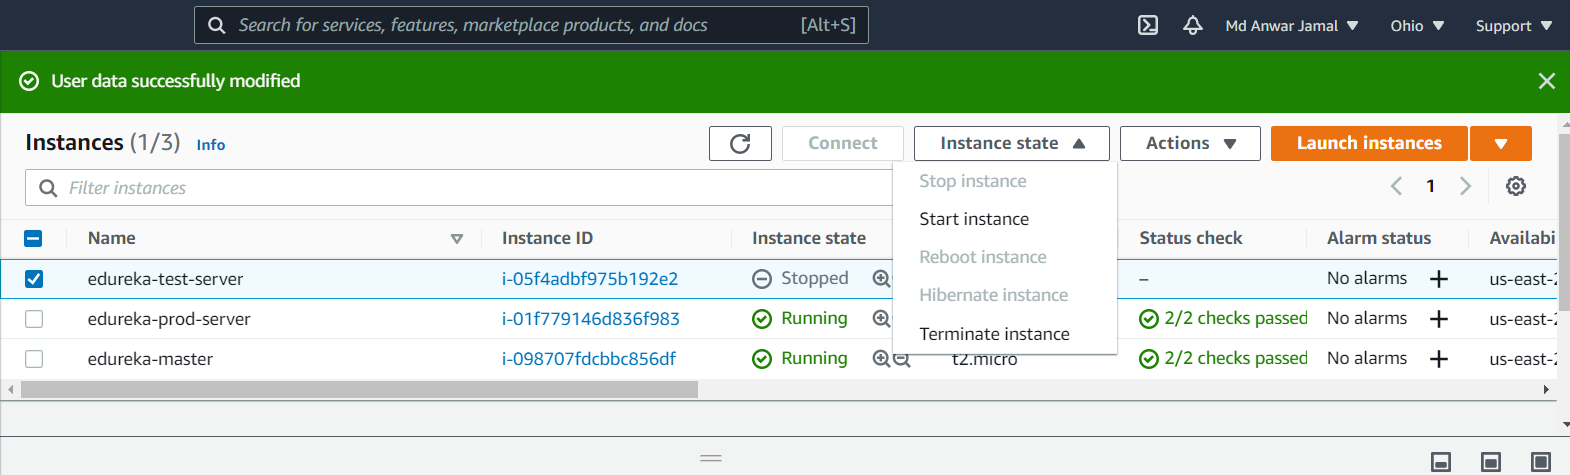 Search for services, features, marketplace products, and docs [Alt+S] Md Anwar Jamal Ohio Support
User data successfully modified
Instances (1/3) Info Connect Instance state Actions Launch instances
Filter instances 1
Stop instance
Start instance
Reboot instance
Hibernate instance
Terminate instance
Name Instance ID Instance state Status check Alarm status Availabi
edureka-test-server i-05f4adbf975b192e2 Stopped – No alarms + us-east-2
edureka-prod-server i-01f779146d836f983 Running 2/2 checks passed No alarms + us-east-2
edureka-master i-098707fdcbbc856df Running t2.micro 2/2 checks passed No alarms + us-east-2